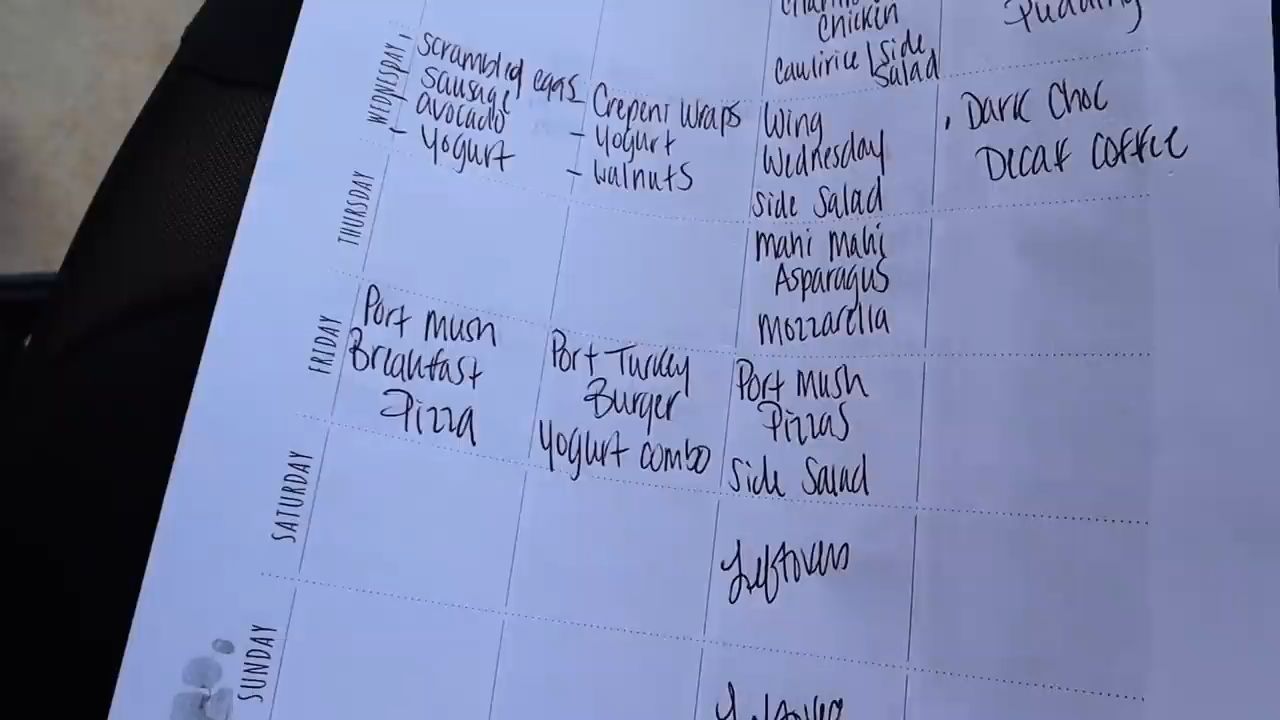 Chicken
Pudding
Caulirice / Side
Salad
WEDNESDAY
- scrambled eggs
- sausage
avocado
- Yogurt
- Crepeni Wraps
- Yogurt
- walnuts
Wing
Wednesday
side Salad
. Dark Choc
Decaf Coffee
THURSDAY
mahi mahi
Asparagus
mozzarella
FRIDAY
Port mush
Breakfast
Pizza
Port Turkey
Burger
Yogurt combo
Port mush
Pizzas
Side Salad
SATURDAY
Leftovers
SUNDAY
Leftovers